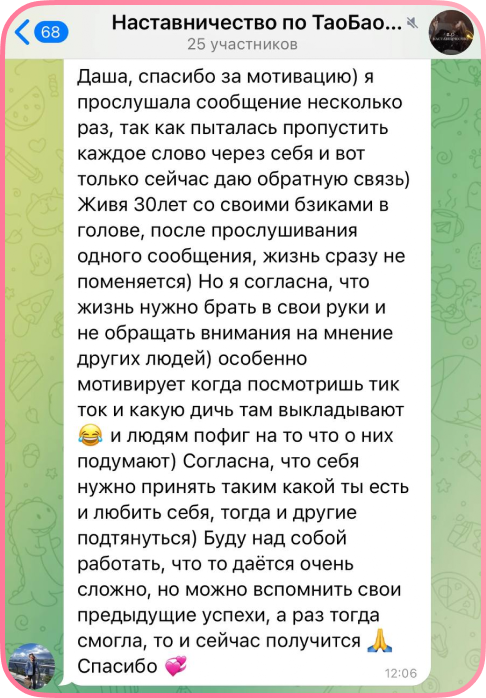 68
Наставничество по ТаоБао...
25 участников
Даша, спасибо за мотивацию) я
прослушала сообщение несколько
раз, так как пыталась пропустить
каждое слово через себя и вот
только сейчас даю обратную связь)
Живя 30лет со своими бзиками в
голове, после прослушивания
одного сообщения, жизнь сразу не
поменяется) Но я согласна, что
жизнь нужно брать в свои руки и
не обращать внимания на мнение
других людей) особенно
мотивирует когда посмотришь тик
ток и какую дичь там выкладывают
😂 и людям пофиг на то что о них
подумают) Согласна, что себя
нужно принять таким какой ты есть
и любить себя, тогда и другие
подтянуться) Буду над собой
работать, что то даётся очень
сложно, но можно вспомнить свои
предыдущие успехи, а раз тогда
смогла, то и сейчас получится 🙏
Спасибо 💞
12:06